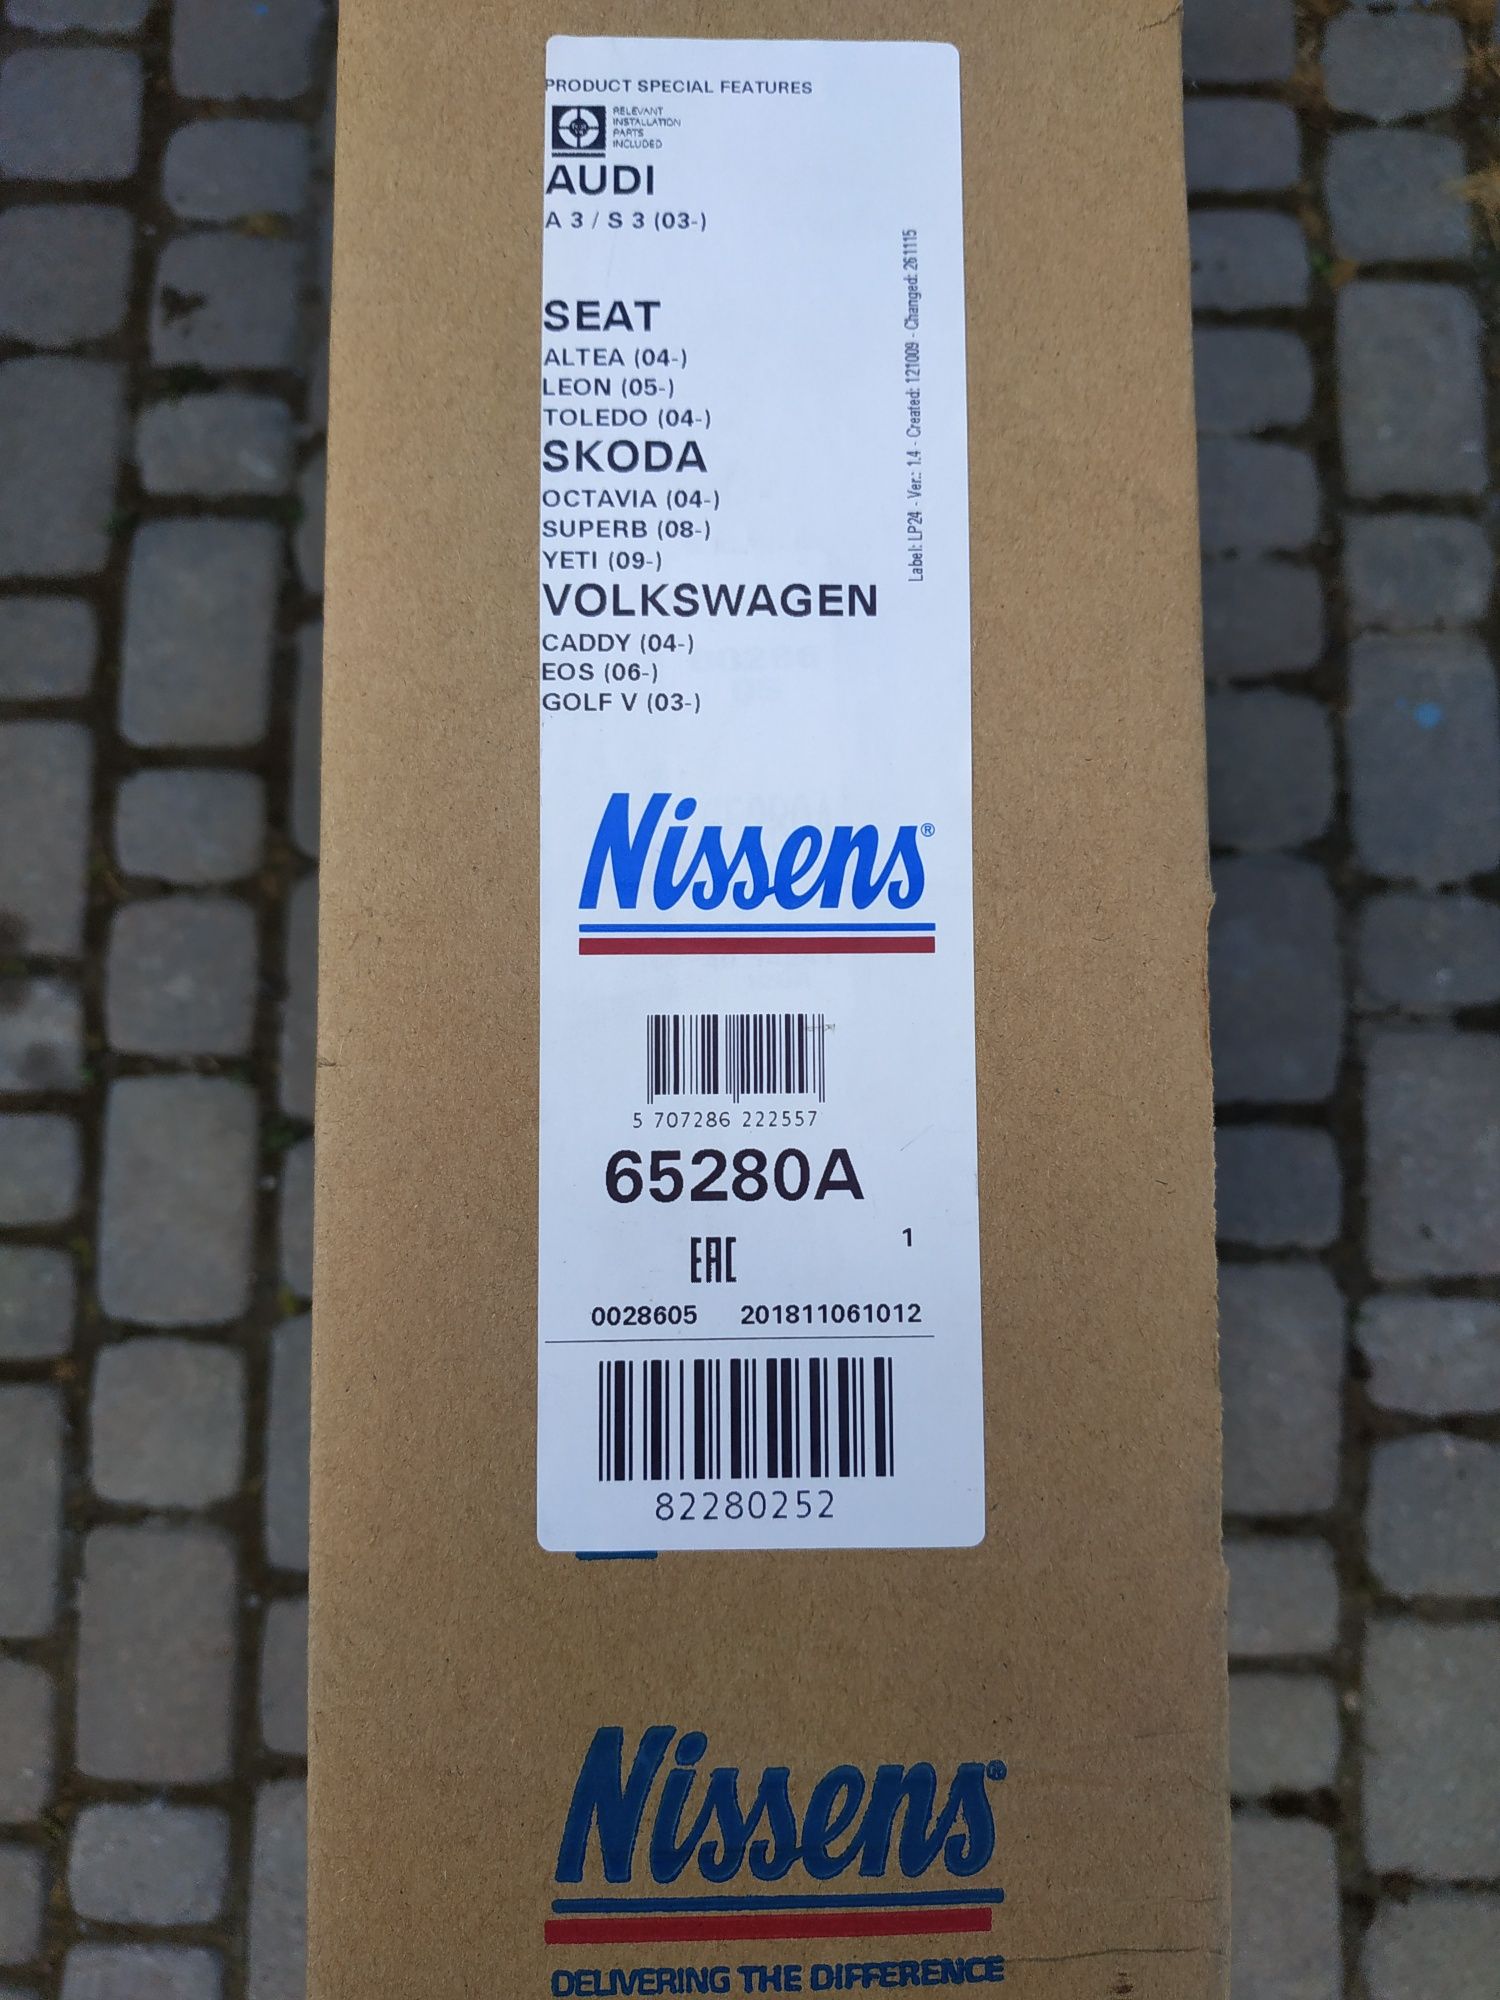 PRODUCT SPECIAL FEATURES
RELEVANT
INSTALLATION
PARTS
INCLUDED
AUDI
A 3 / S 3 (03-)
SEAT
ALTEA (04-)
LEON (05-)
TOLEDO (04-)
SKODA
OCTAVIA (04-)
SUPERB (08-)
YETI (09-)
VOLKSWAGEN
CADDY (04-)
EOS (06-)
GOLF V (03-)
Label: LP24 - Ver.: 1.4 - Created: 121009 - Changed: 261115
Nissens®
5 707286 222557
65280A
EAC
1
0028605 201811061012
82280252
Nissens®
DELIVERING THE DIFFERENCE